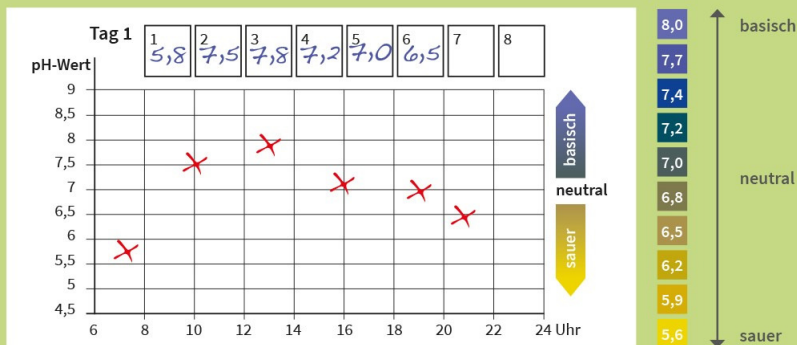 Tag 1
1 2 3 4 5 6 7 8
5,8 7,5 7,8 7,2 7,0 6,5
pH-Wert
9
8,5
8
7,5
7
6,5
6
5,5
5
4,5
6 8 10 12 14 16 18 20 22 24 Uhr
basisch
neutral
sauer
8,0 basisch
7,7
7,4
7,2
7,0 neutral
6,8
6,5
6,2
5,9
5,6 sauer